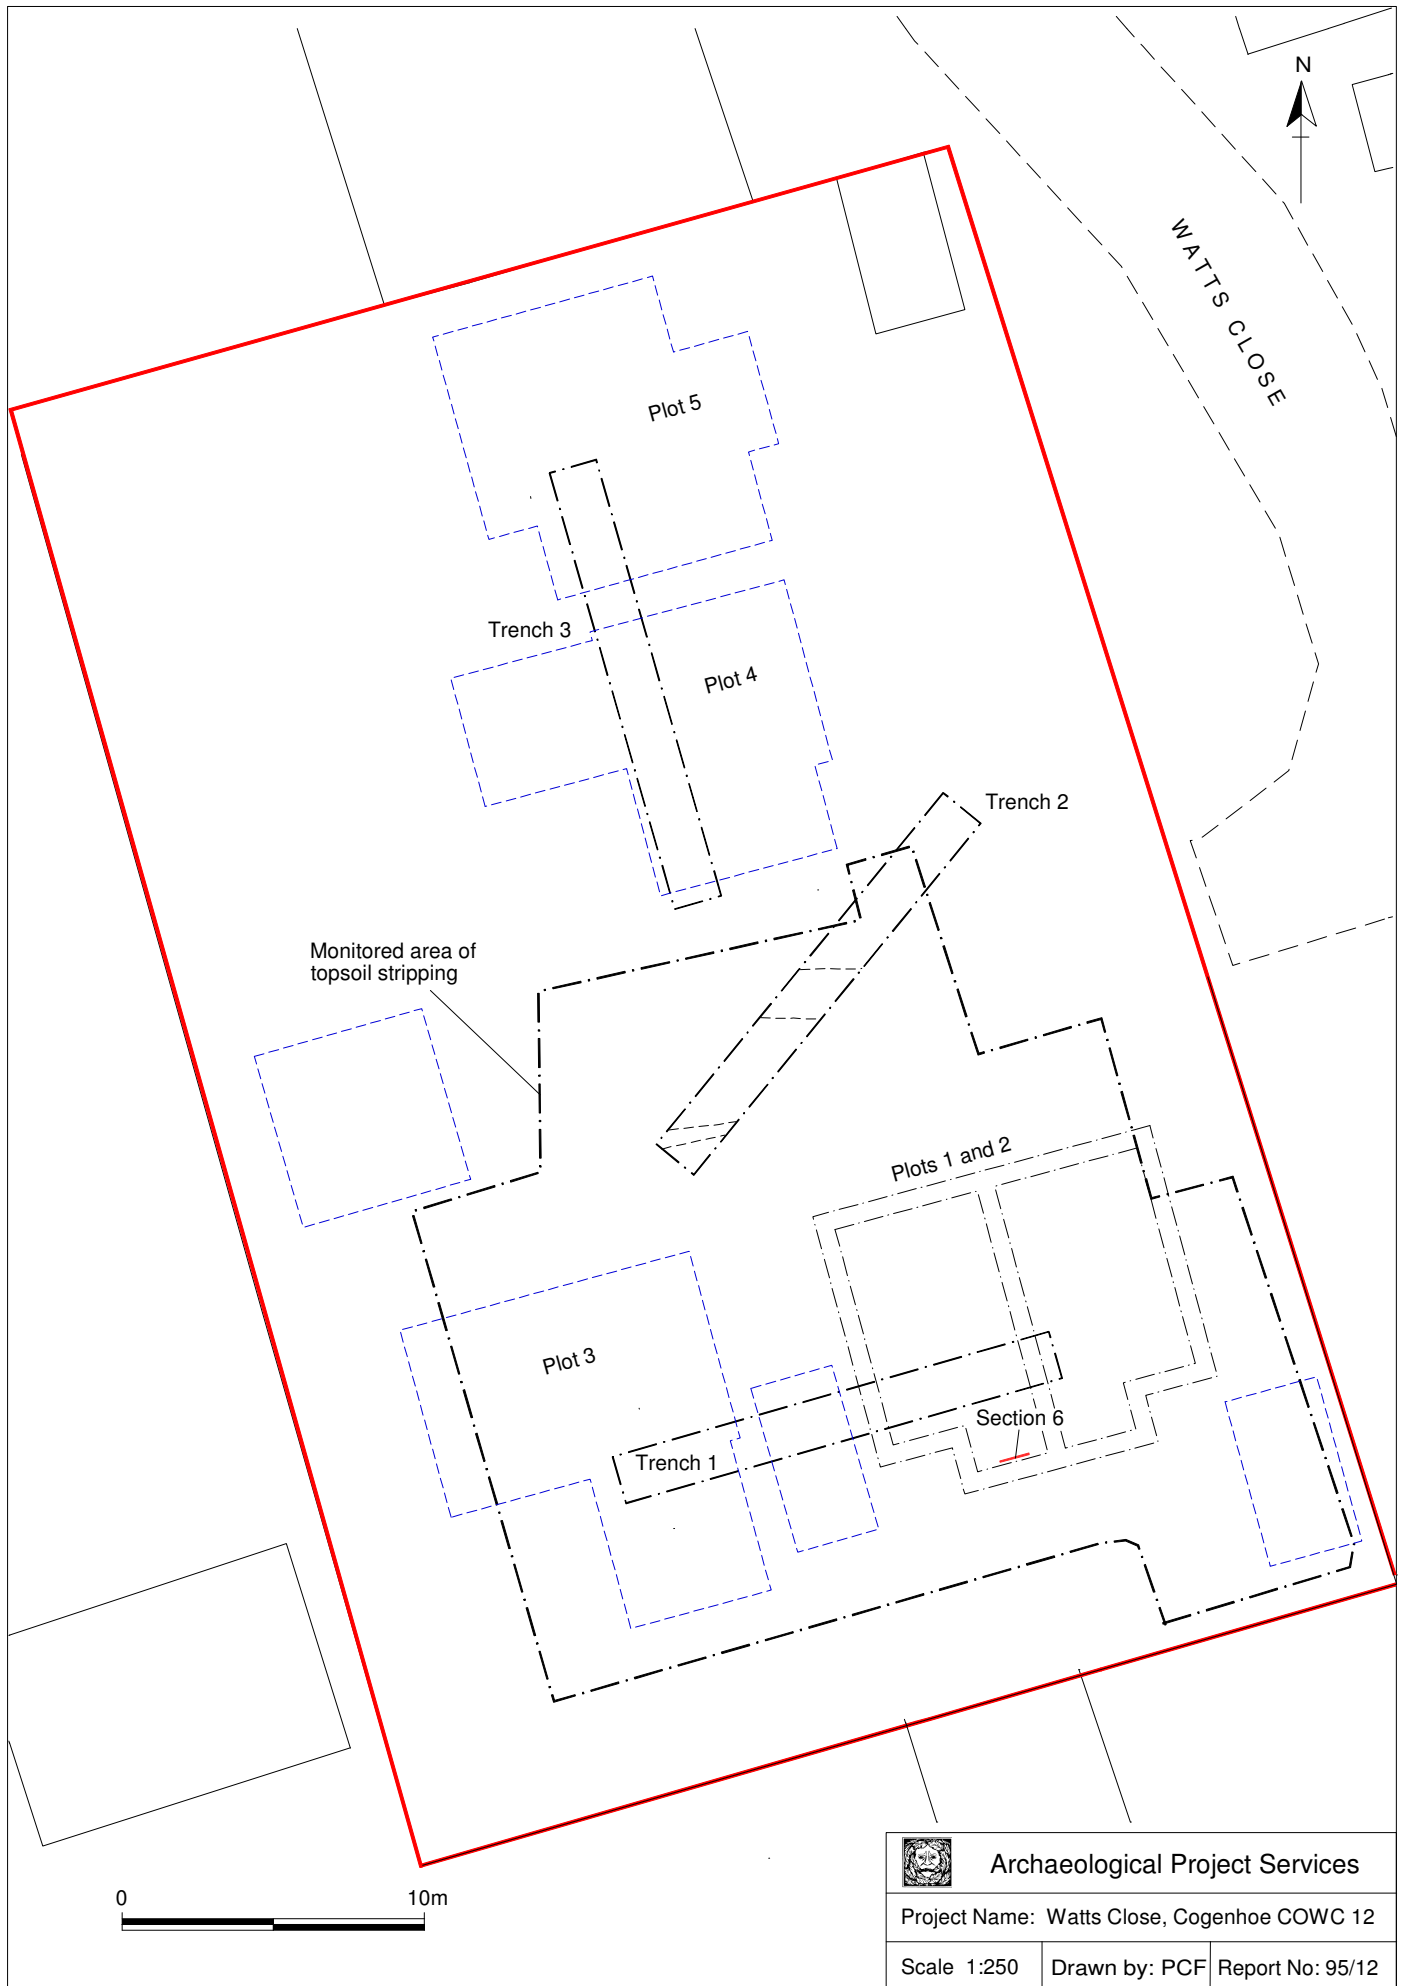 N
WATTS CLOSE
Plot 5
Trench 3
Plot 4
Trench 2
Monitored area of
topsoil stripping
Plots 1 and 2
Plot 3
Section 6
Trench 1
0 10m
Archaeological Project Services
Project Name: Watts Close, Cogenhoe COWC 12
Scale 1:250
Drawn by: PCF
Report No: 95/12